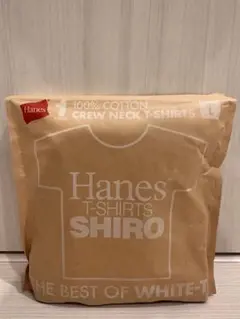 Hanes
100% COTTON
CREW NECK T-SHIRTS L
Hanes
T-SHIRTS
SHIRO
THE BEST OF WHITE-T